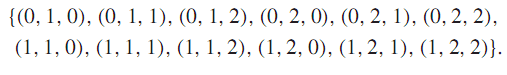 {(0, 1, 0), (0, 1, 1), (0, 1, 2), (0, 2, 0), (0, 2, 1), (0, 2, 2),
(1, 1, 0), (1, 1, 1), (1, 1, 2), (1, 2, 0), (1, 2, 1), (1, 2, 2)}.